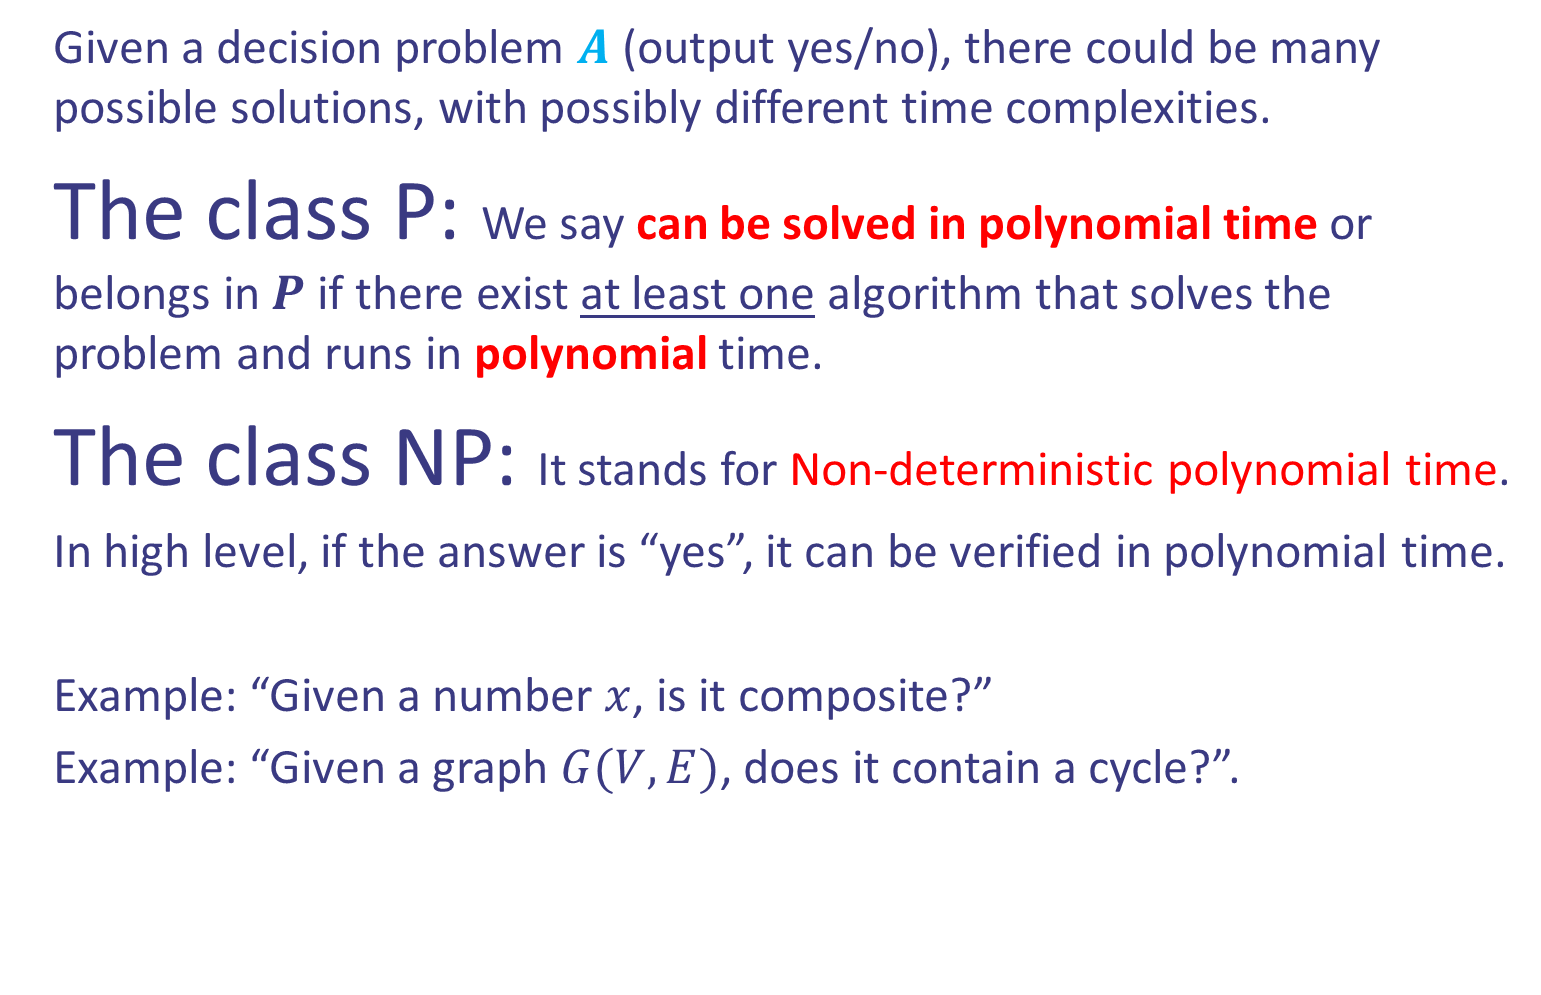 Given a decision problem A (output yes/no), there could be many
possible solutions, with possibly different time complexities.
The class P: We say can be solved in polynomial time or
belongs in P if there exist at least one algorithm that solves the
problem and runs in polynomial time.
The class NP: It stands for Non-deterministic polynomial time.
In high level, if the answer is “yes”, it can be verified in polynomial time.
Example: “Given a number x, is it composite?”
Example: “Given a graph G(V, E), does it contain a cycle?”.